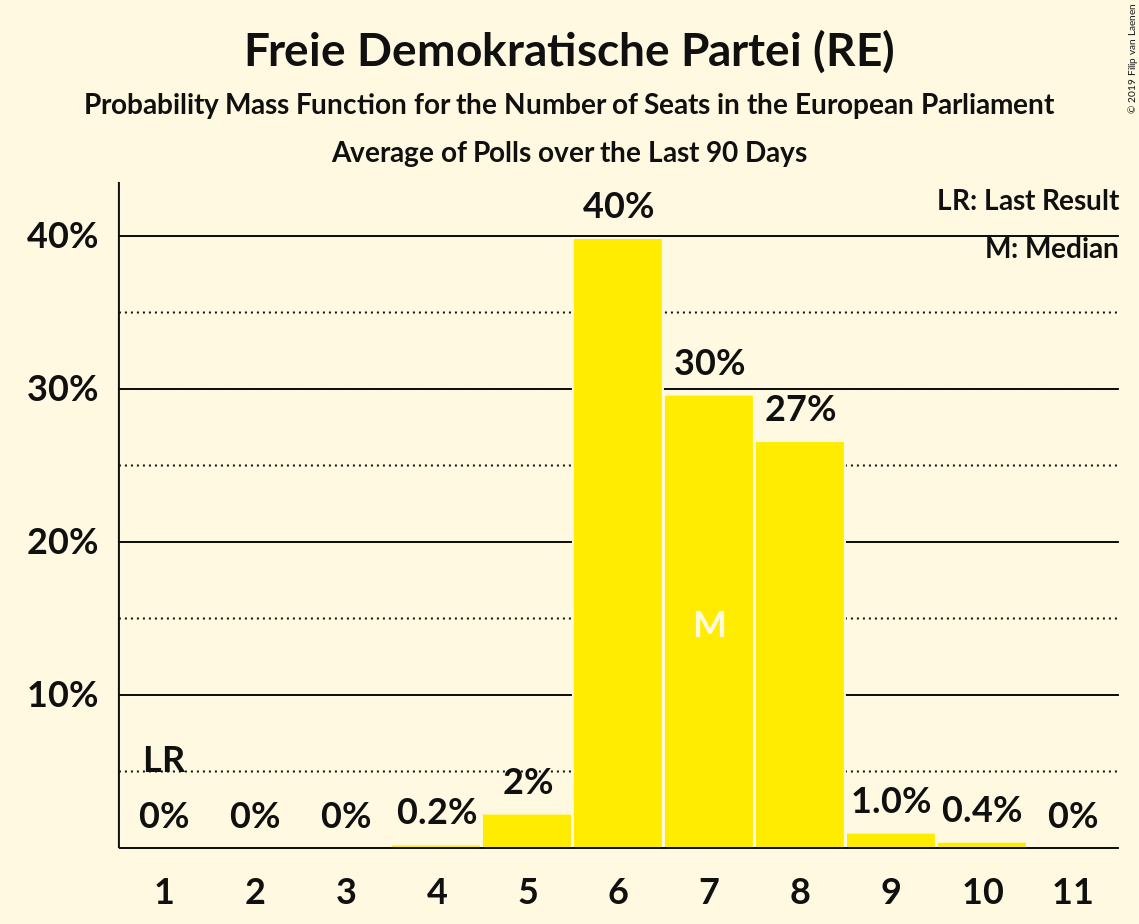 Freie Demokratische Partei (RE)
Probability Mass Function for the Number of Seats in the European Parliament
Average of Polls over the Last 90 Days
© 2019 Filip van Laenen
LR: Last Result
M: Median
40%
30%
20%
10%
LR
0%
0%
0%
0.2%
2%
40%
30%
27%
M
1.0%
0.4%
0%
1 2 3 4 5 6 7 8 9 10 11